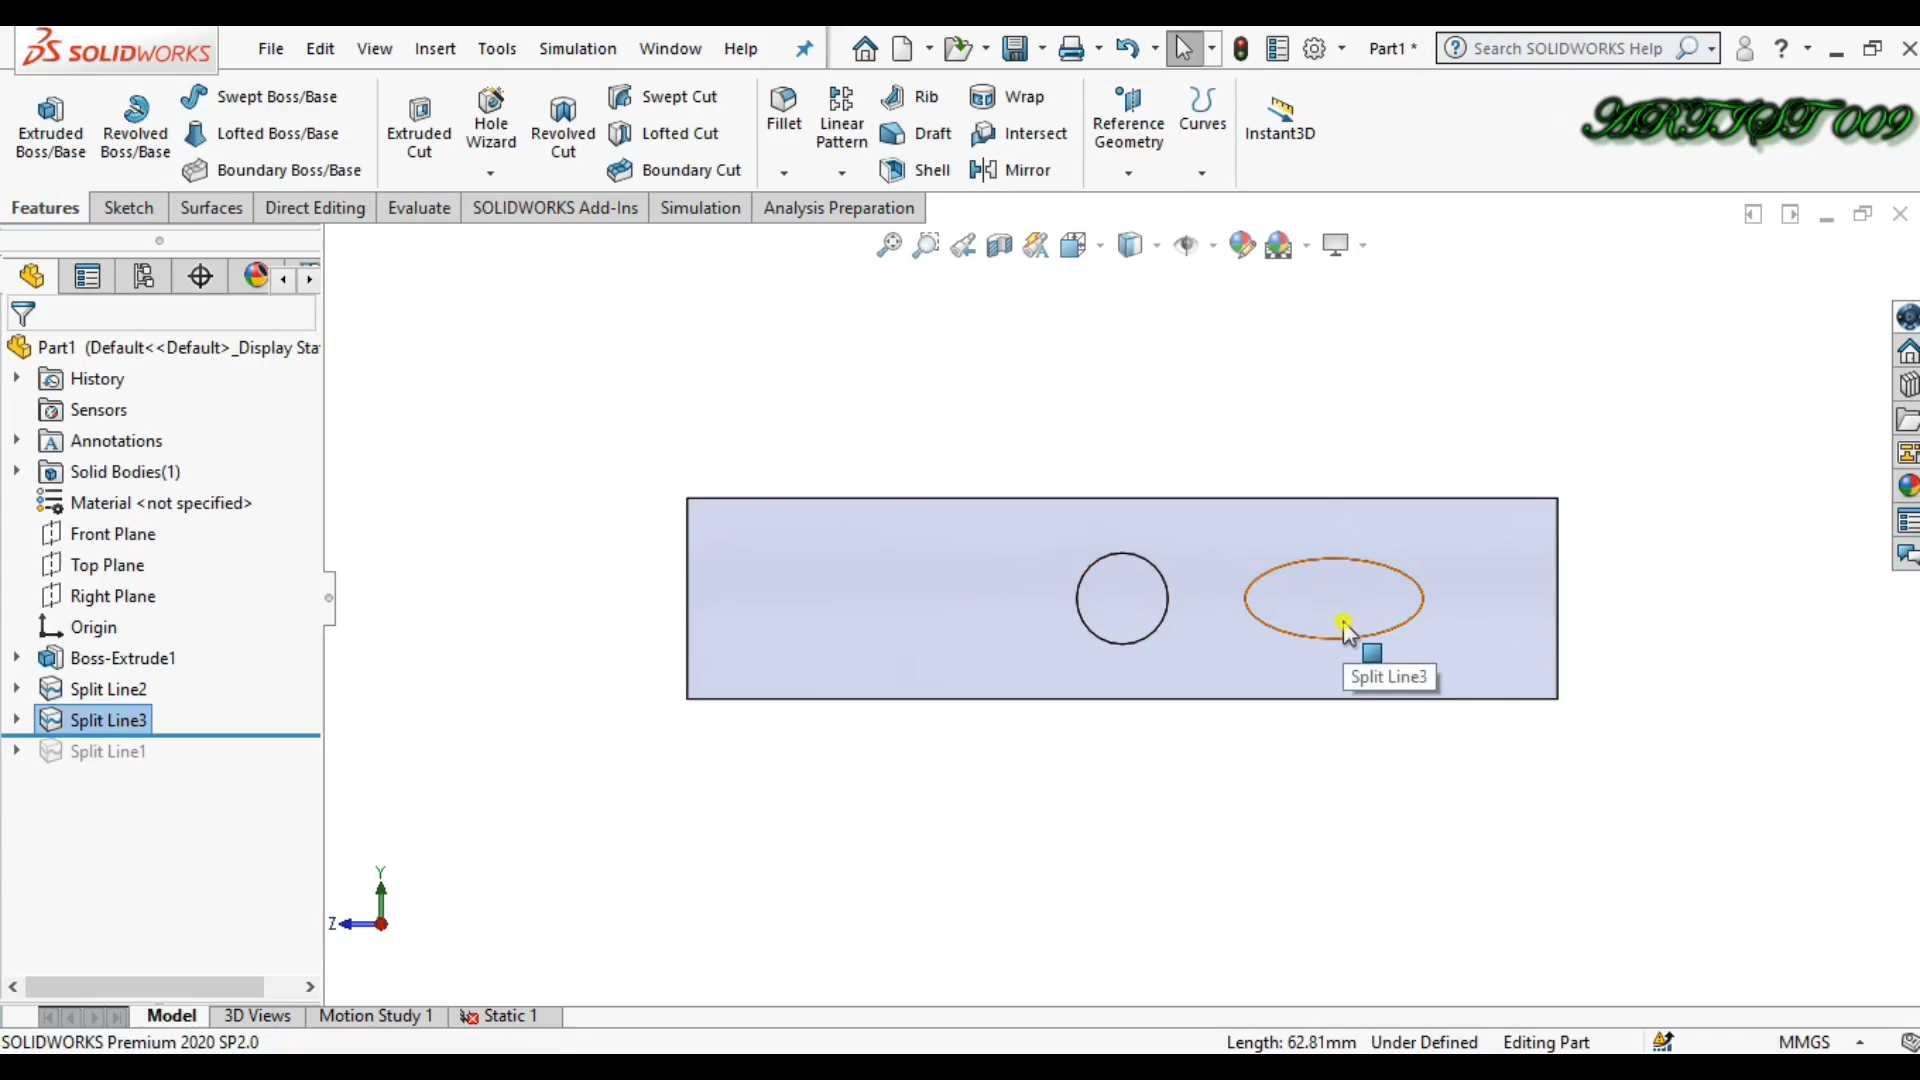 SOLIDWORKS File Edit View Insert Tools Simulation Window Help Part1 * Search SOLIDWORKS Help ?
Extruded Boss/Base
Revolved Boss/Base
Swept Boss/Base
Lofted Boss/Base
Boundary Boss/Base
Extruded Cut
Hole Wizard
Revolved Cut
Swept Cut
Lofted Cut
Boundary Cut
Fillet
Linear Pattern
Rib
Draft
Shell
Wrap
Intersect
Mirror
Reference Geometry
Curves
Instant3D
ARTIST 009
Features Sketch Surfaces Direct Editing Evaluate SOLIDWORKS Add-Ins Simulation Analysis Preparation
Part1 (Default<<Default>_Display Sta
History
Sensors
Annotations
Solid Bodies(1)
Material <not specified>
Front Plane
Top Plane
Right Plane
Origin
Boss-Extrude1
Split Line2
Split Line3
Split Line1
Split Line3
Y
Z
Model 3D Views Motion Study 1 Static 1
SOLIDWORKS Premium 2020 SP2.0 Length: 62.81mm Under Defined Editing Part MMGS